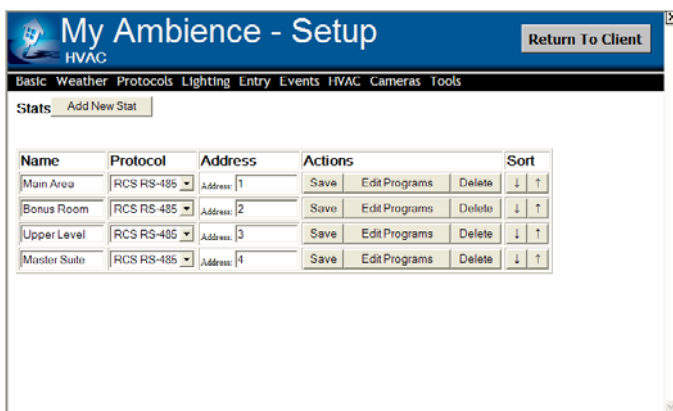 My Ambience - Setup
HVAC
Return To Client
Basic Weather Protocols Lighting Entry Events HVAC Cameras Tools
Stats Add New Stat
Name Protocol Address Actions Sort
Main Area RCS RS-485 Address: 1 Save Edit Programs Delete ↓ ↑
Bonus Room RCS RS-485 Address: 2 Save Edit Programs Delete ↓ ↑
Upper Level RCS RS-485 Address: 3 Save Edit Programs Delete ↓ ↑
Master Suite RCS RS-485 Address: 4 Save Edit Programs Delete ↓ ↑